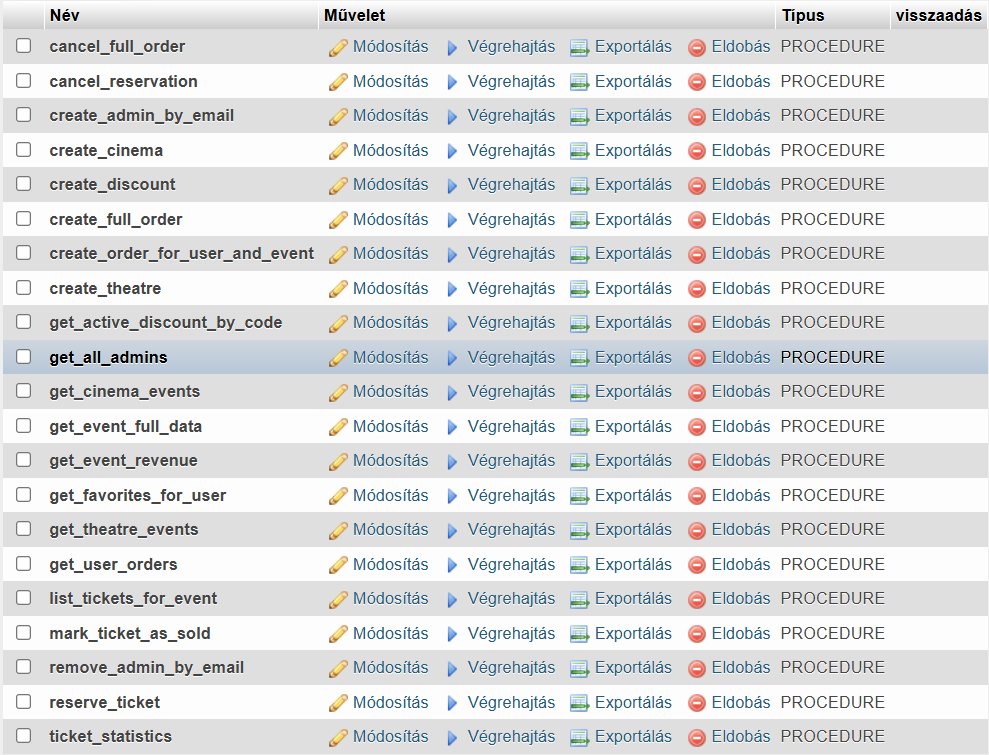 Név Művelet Típus visszaadás
cancel_full_order Módosítás Végrehajtás Exportálás Eldobás PROCEDURE
cancel_reservation Módosítás Végrehajtás Exportálás Eldobás PROCEDURE
create_admin_by_email Módosítás Végrehajtás Exportálás Eldobás PROCEDURE
create_cinema Módosítás Végrehajtás Exportálás Eldobás PROCEDURE
create_discount Módosítás Végrehajtás Exportálás Eldobás PROCEDURE
create_full_order Módosítás Végrehajtás Exportálás Eldobás PROCEDURE
create_order_for_user_and_event Módosítás Végrehajtás Exportálás Eldobás PROCEDURE
create_theatre Módosítás Végrehajtás Exportálás Eldobás PROCEDURE
get_active_discount_by_code Módosítás Végrehajtás Exportálás Eldobás PROCEDURE
get_all_admins Módosítás Végrehajtás Exportálás Eldobás PROCEDURE
get_cinema_events Módosítás Végrehajtás Exportálás Eldobás PROCEDURE
get_event_full_data Módosítás Végrehajtás Exportálás Eldobás PROCEDURE
get_event_revenue Módosítás Végrehajtás Exportálás Eldobás PROCEDURE
get_favorites_for_user Módosítás Végrehajtás Exportálás Eldobás PROCEDURE
get_theatre_events Módosítás Végrehajtás Exportálás Eldobás PROCEDURE
get_user_orders Módosítás Végrehajtás Exportálás Eldobás PROCEDURE
list_tickets_for_event Módosítás Végrehajtás Exportálás Eldobás PROCEDURE
mark_ticket_as_sold Módosítás Végrehajtás Exportálás Eldobás PROCEDURE
remove_admin_by_email Módosítás Végrehajtás Exportálás Eldobás PROCEDURE
reserve_ticket Módosítás Végrehajtás Exportálás Eldobás PROCEDURE
ticket_statistics Módosítás Végrehajtás Exportálás Eldobás PROCEDURE